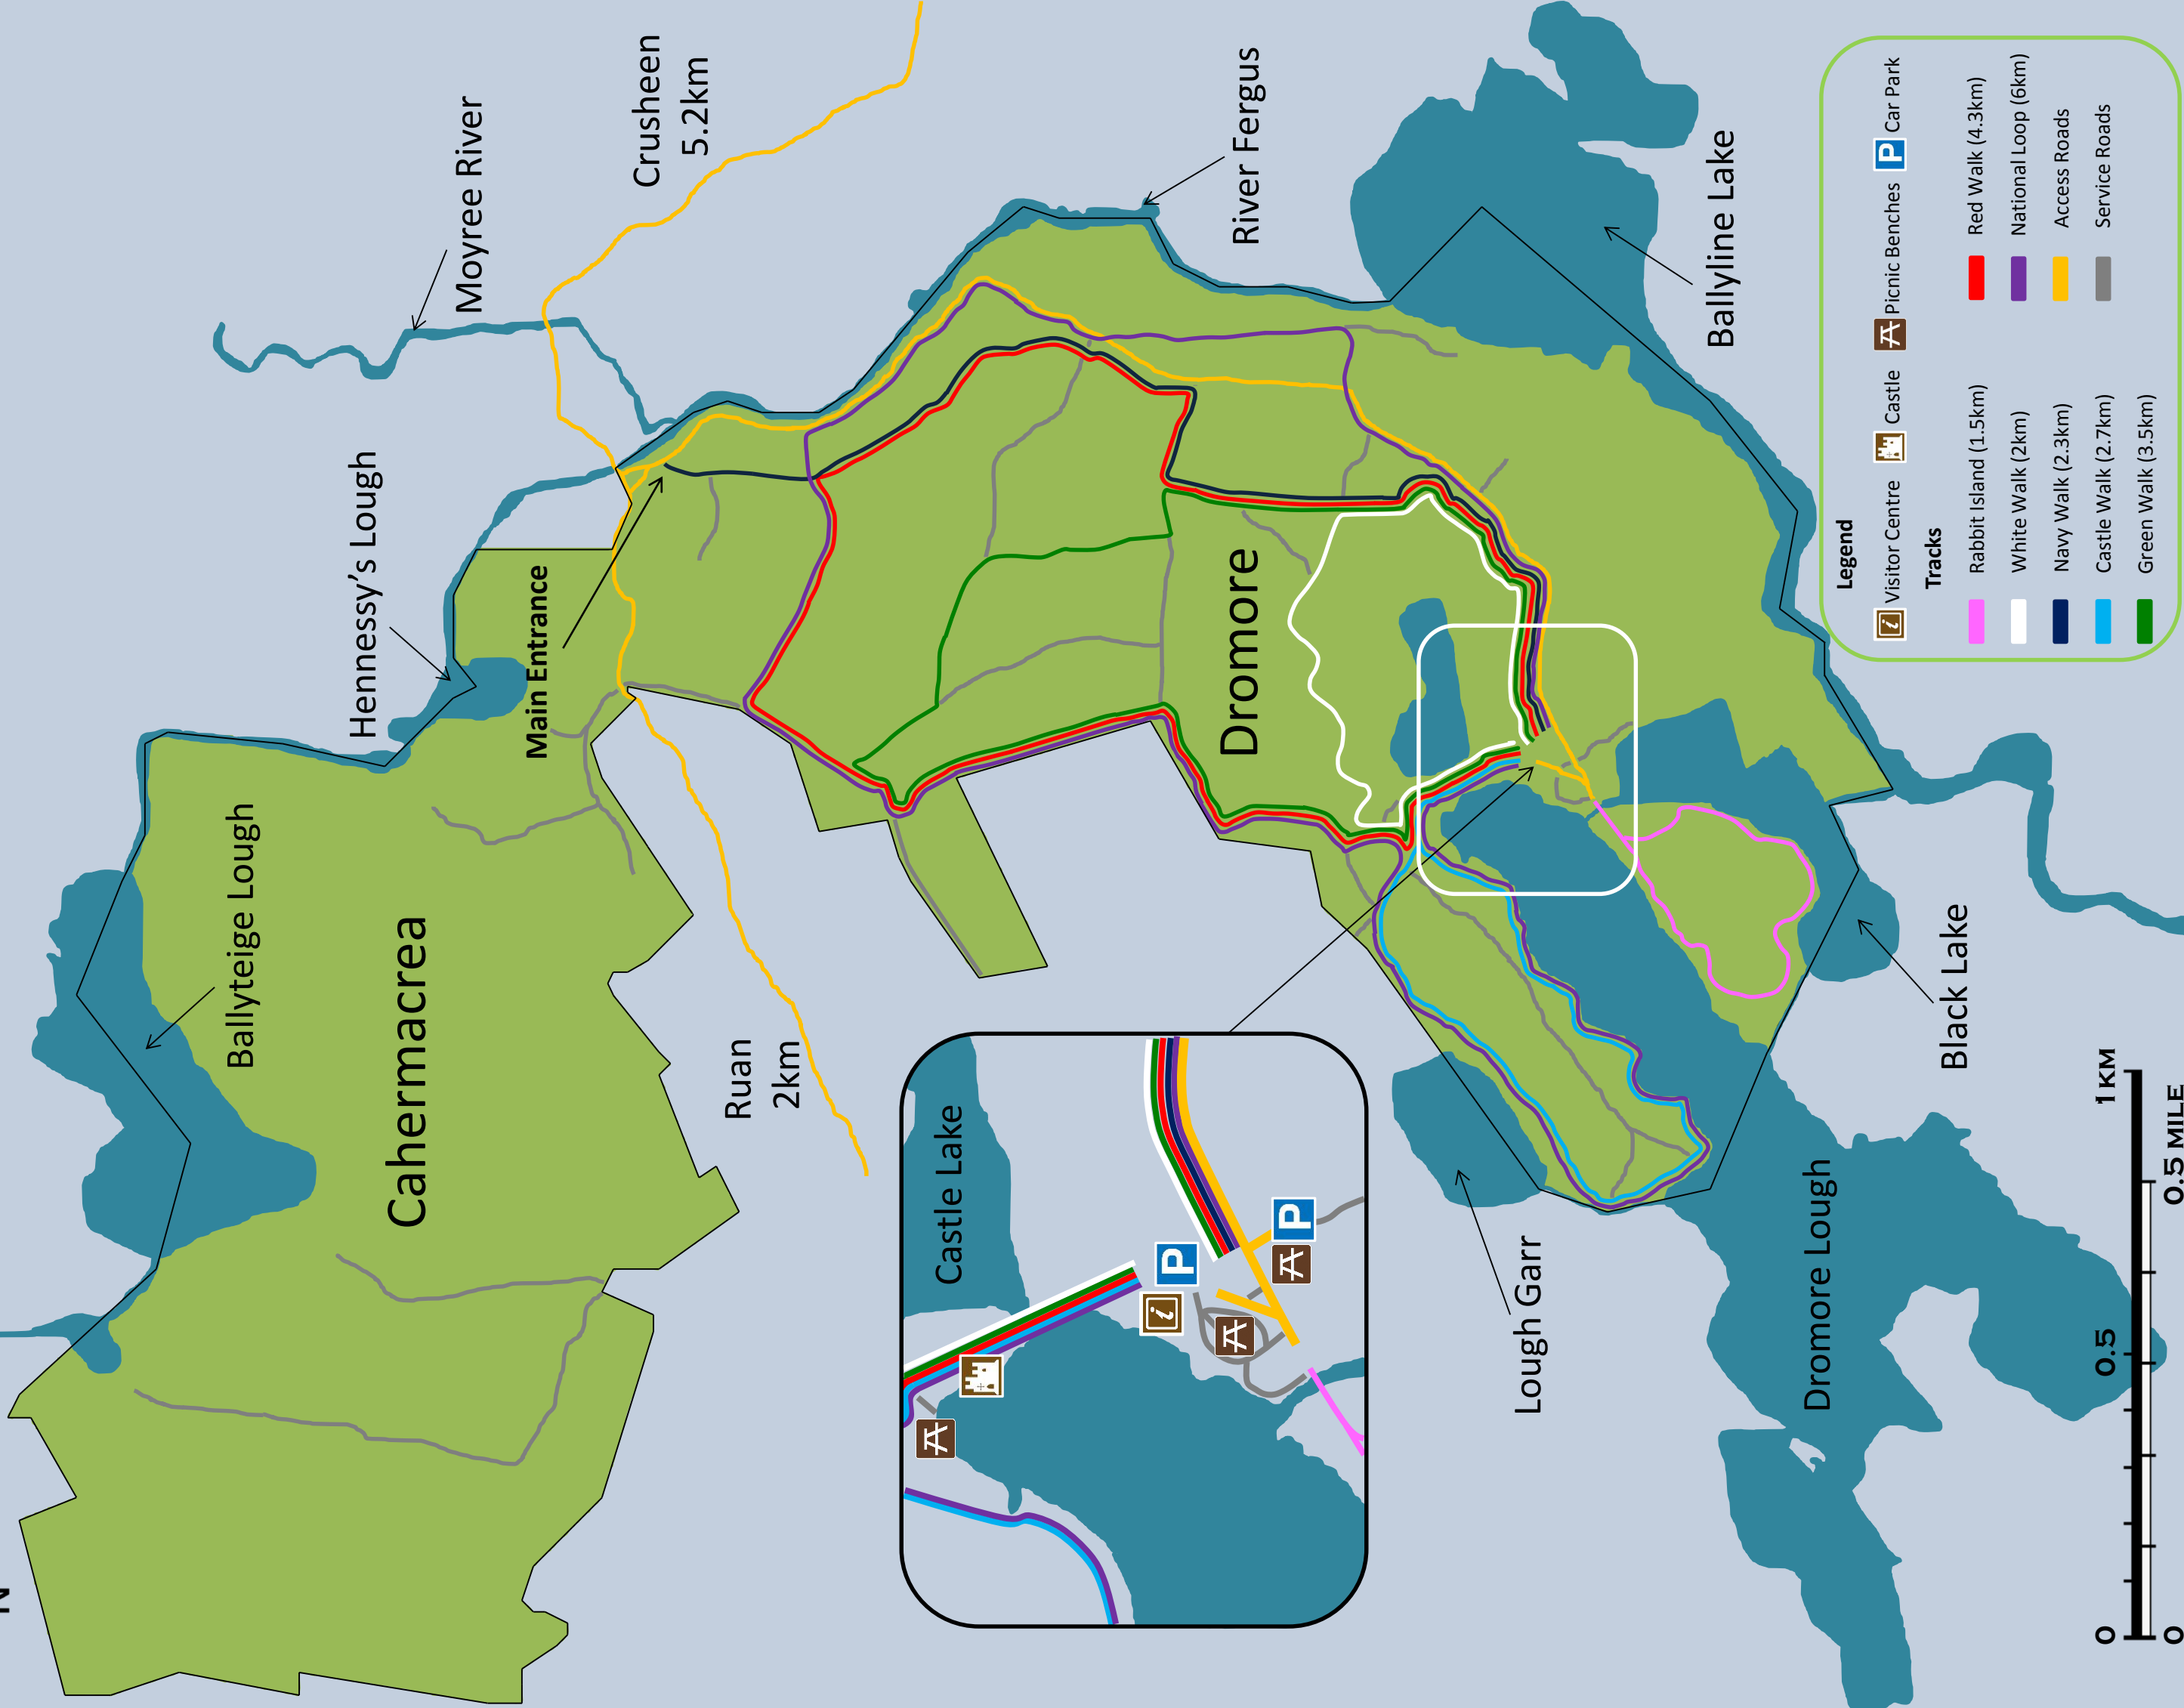 N
Ballyteige Lough
Cahermacrea
Hennessy's Lough
Moyree River
Main Entrance
Crusheen
5.2km
Ruan
2km
River Fergus
Dromore
Castle Lake
P
P
i
Ballyline Lake
Lough Garr
Dromore Lough
Black Lake
Legend
i Visitor Centre Castle Picnic Benches P Car Park
Tracks
Rabbit Island (1.5km) Red Walk (4.3km)
White Walk (2km) National Loop (6km)
Navy Walk (2.3km) Access Roads
Castle Walk (2.7km) Service Roads
Green Walk (3.5km)
0 0.5 1 KM
0 0.5 MILE